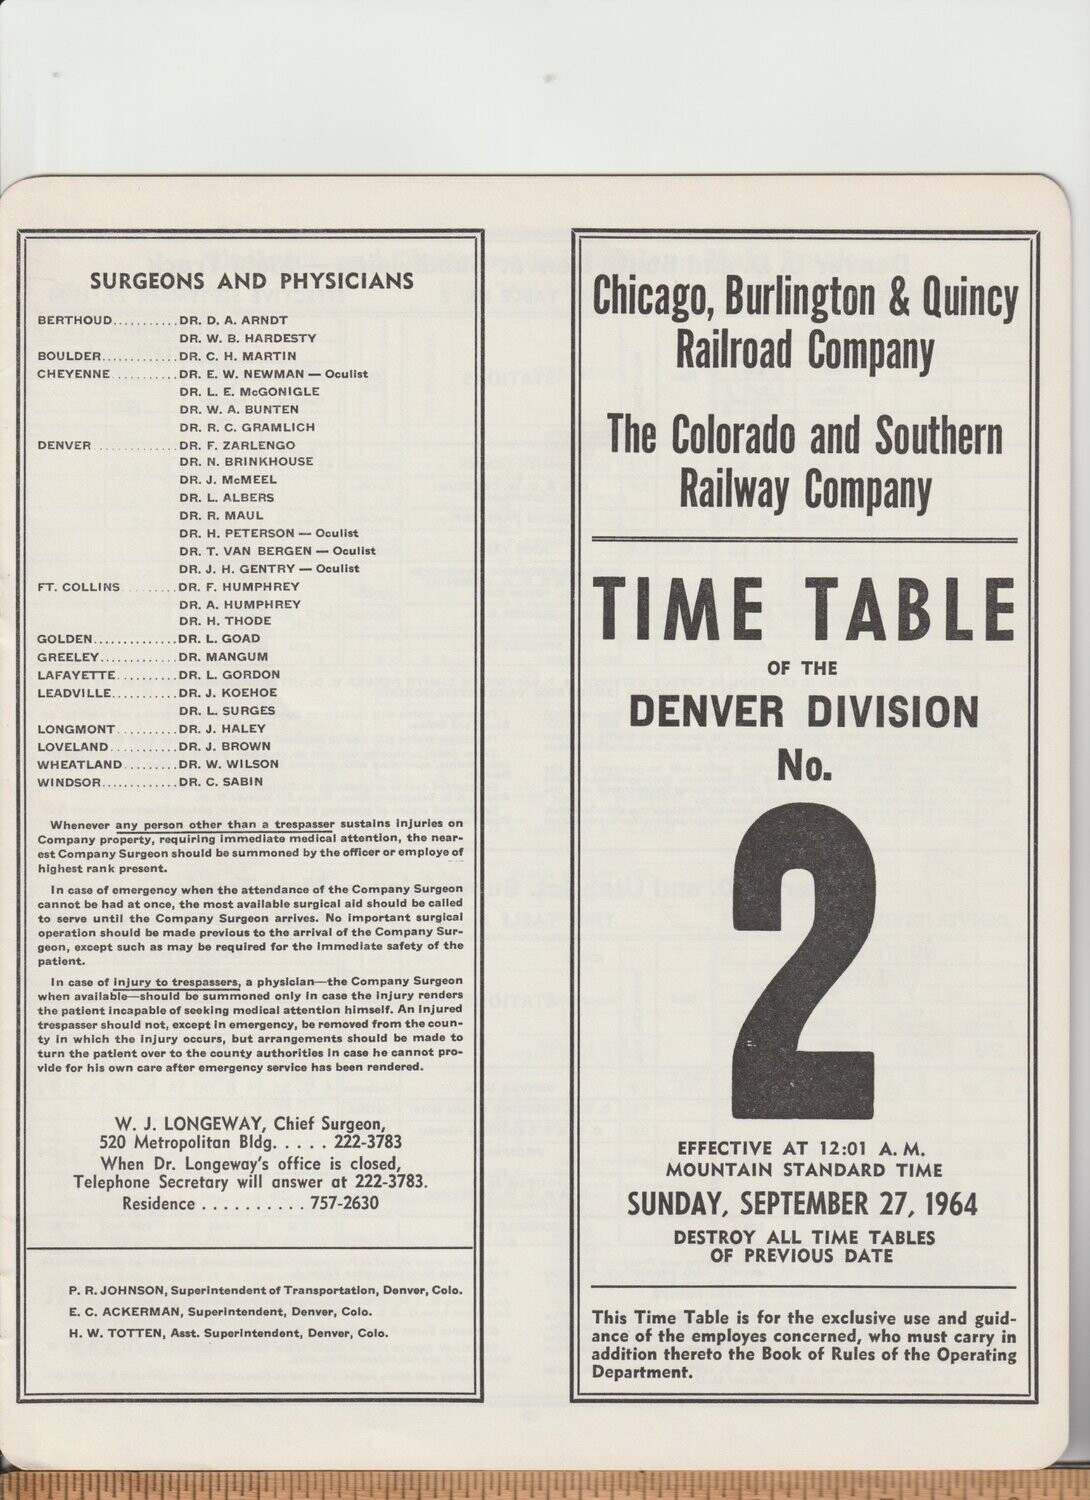 SURGEONS AND PHYSICIANS
BERTHOUD..........DR. D. A. ARNDT
DR. W. B. HARDESTY
BOULDER............DR. C. H. MARTIN
CHEYENNE..........DR. E. W. NEWMAN — Oculist
DR. L. E. McGONIGLE
DR. W. A. BUNTEN
DR. R. C. GRAMLICH
DENVER............DR. F. ZARLENGO
DR. N. BRINKHOUSE
DR. J. McMEEL
DR. L. ALBERS
DR. R. MAUL
DR. H. PETERSON — Oculist
DR. T. VAN BERGEN — Oculist
DR. J. H. GENTRY — Oculist
FT. COLLINS.........DR. F. HUMPHREY
DR. A. HUMPHREY
DR. H. THODE
GOLDEN.............DR. L. GOAD
GREELEY............DR. MANGUM
LAFAYETTE.........DR. L. GORDON
LEADVILLE..........DR. J. KOEHOE
DR. L. SURGES
LONGMONT.........DR. J. HALEY
LOVELAND..........DR. J. BROWN
WHEATLAND........DR. W. WILSON
WINDSOR...........DR. C. SABIN
Whenever any person other than a trespasser sustains injuries on
Company property, requiring immediate medical attention, the near-
est Company Surgeon should be summoned by the officer or employe of
highest rank present.
In case of emergency when the attendance of the Company Surgeon
cannot be had at once, the most available surgical aid should be called
to serve until the Company Surgeon arrives. No important surgical
operation should be made previous to the arrival of the Company Sur-
geon, except such as may be required for the immediate safety of the
patient.
In case of injury to trespassers, a physician—the Company Surgeon
when available—should be summoned only in case the injury renders
the patient incapable of seeking medical attention himself. An injured
trespasser should not, except in emergency, be removed from the coun-
ty in which the injury occurs, but arrangements should be made to
turn the patient over to the county authorities in case he cannot pro-
vide for his own care after emergency service has been rendered.
W. J. LONGEWAY, Chief Surgeon,
520 Metropolitan Bldg. . . . . 222-3783
When Dr. Longeway's office is closed,
Telephone Secretary will answer at 222-3783.
Residence . . . . . . . . . . 757-2630
P. R. JOHNSON, Superintendent of Transportation, Denver, Colo.
E. C. ACKERMAN, Superintendent, Denver, Colo.
H. W. TOTTEN, Asst. Superintendent, Denver, Colo.
Chicago, Burlington & Quincy
Railroad Company
The Colorado and Southern
Railway Company
TIME TABLE
OF THE
DENVER DIVISION
No.
2
EFFECTIVE AT 12:01 A. M.
MOUNTAIN STANDARD TIME
SUNDAY, SEPTEMBER 27, 1964
DESTROY ALL TIME TABLES
OF PREVIOUS DATE
This Time Table is for the exclusive use and guid-
ance of the employes concerned, who must carry in
addition thereto the Book of Rules of the Operating
Department.